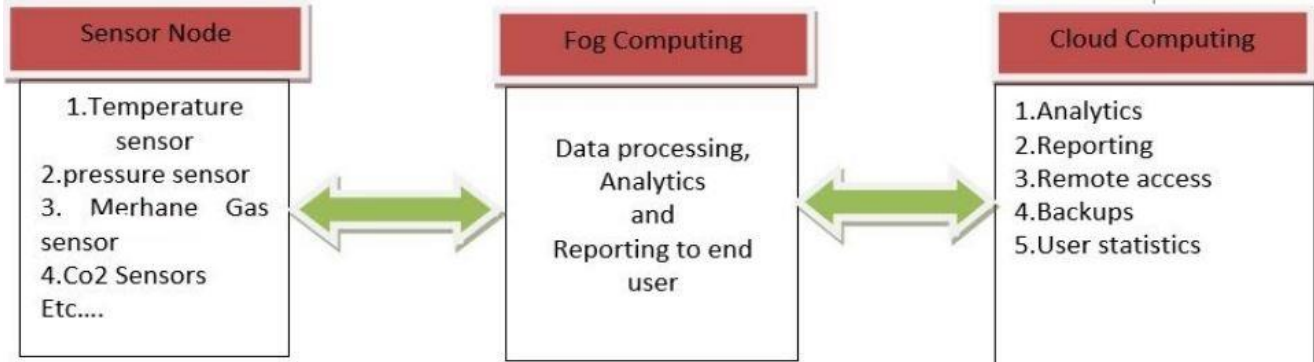 Sensor Node
1.Temperature
sensor
2.pressure sensor
3. Merhane Gas
sensor
4.Co2 Sensors
Etc....
Fog Computing
Data processing,
Analytics
and
Reporting to end
user
Cloud Computing
1.Analytics
2.Reporting
3.Remote access
4.Backups
5.User statistics